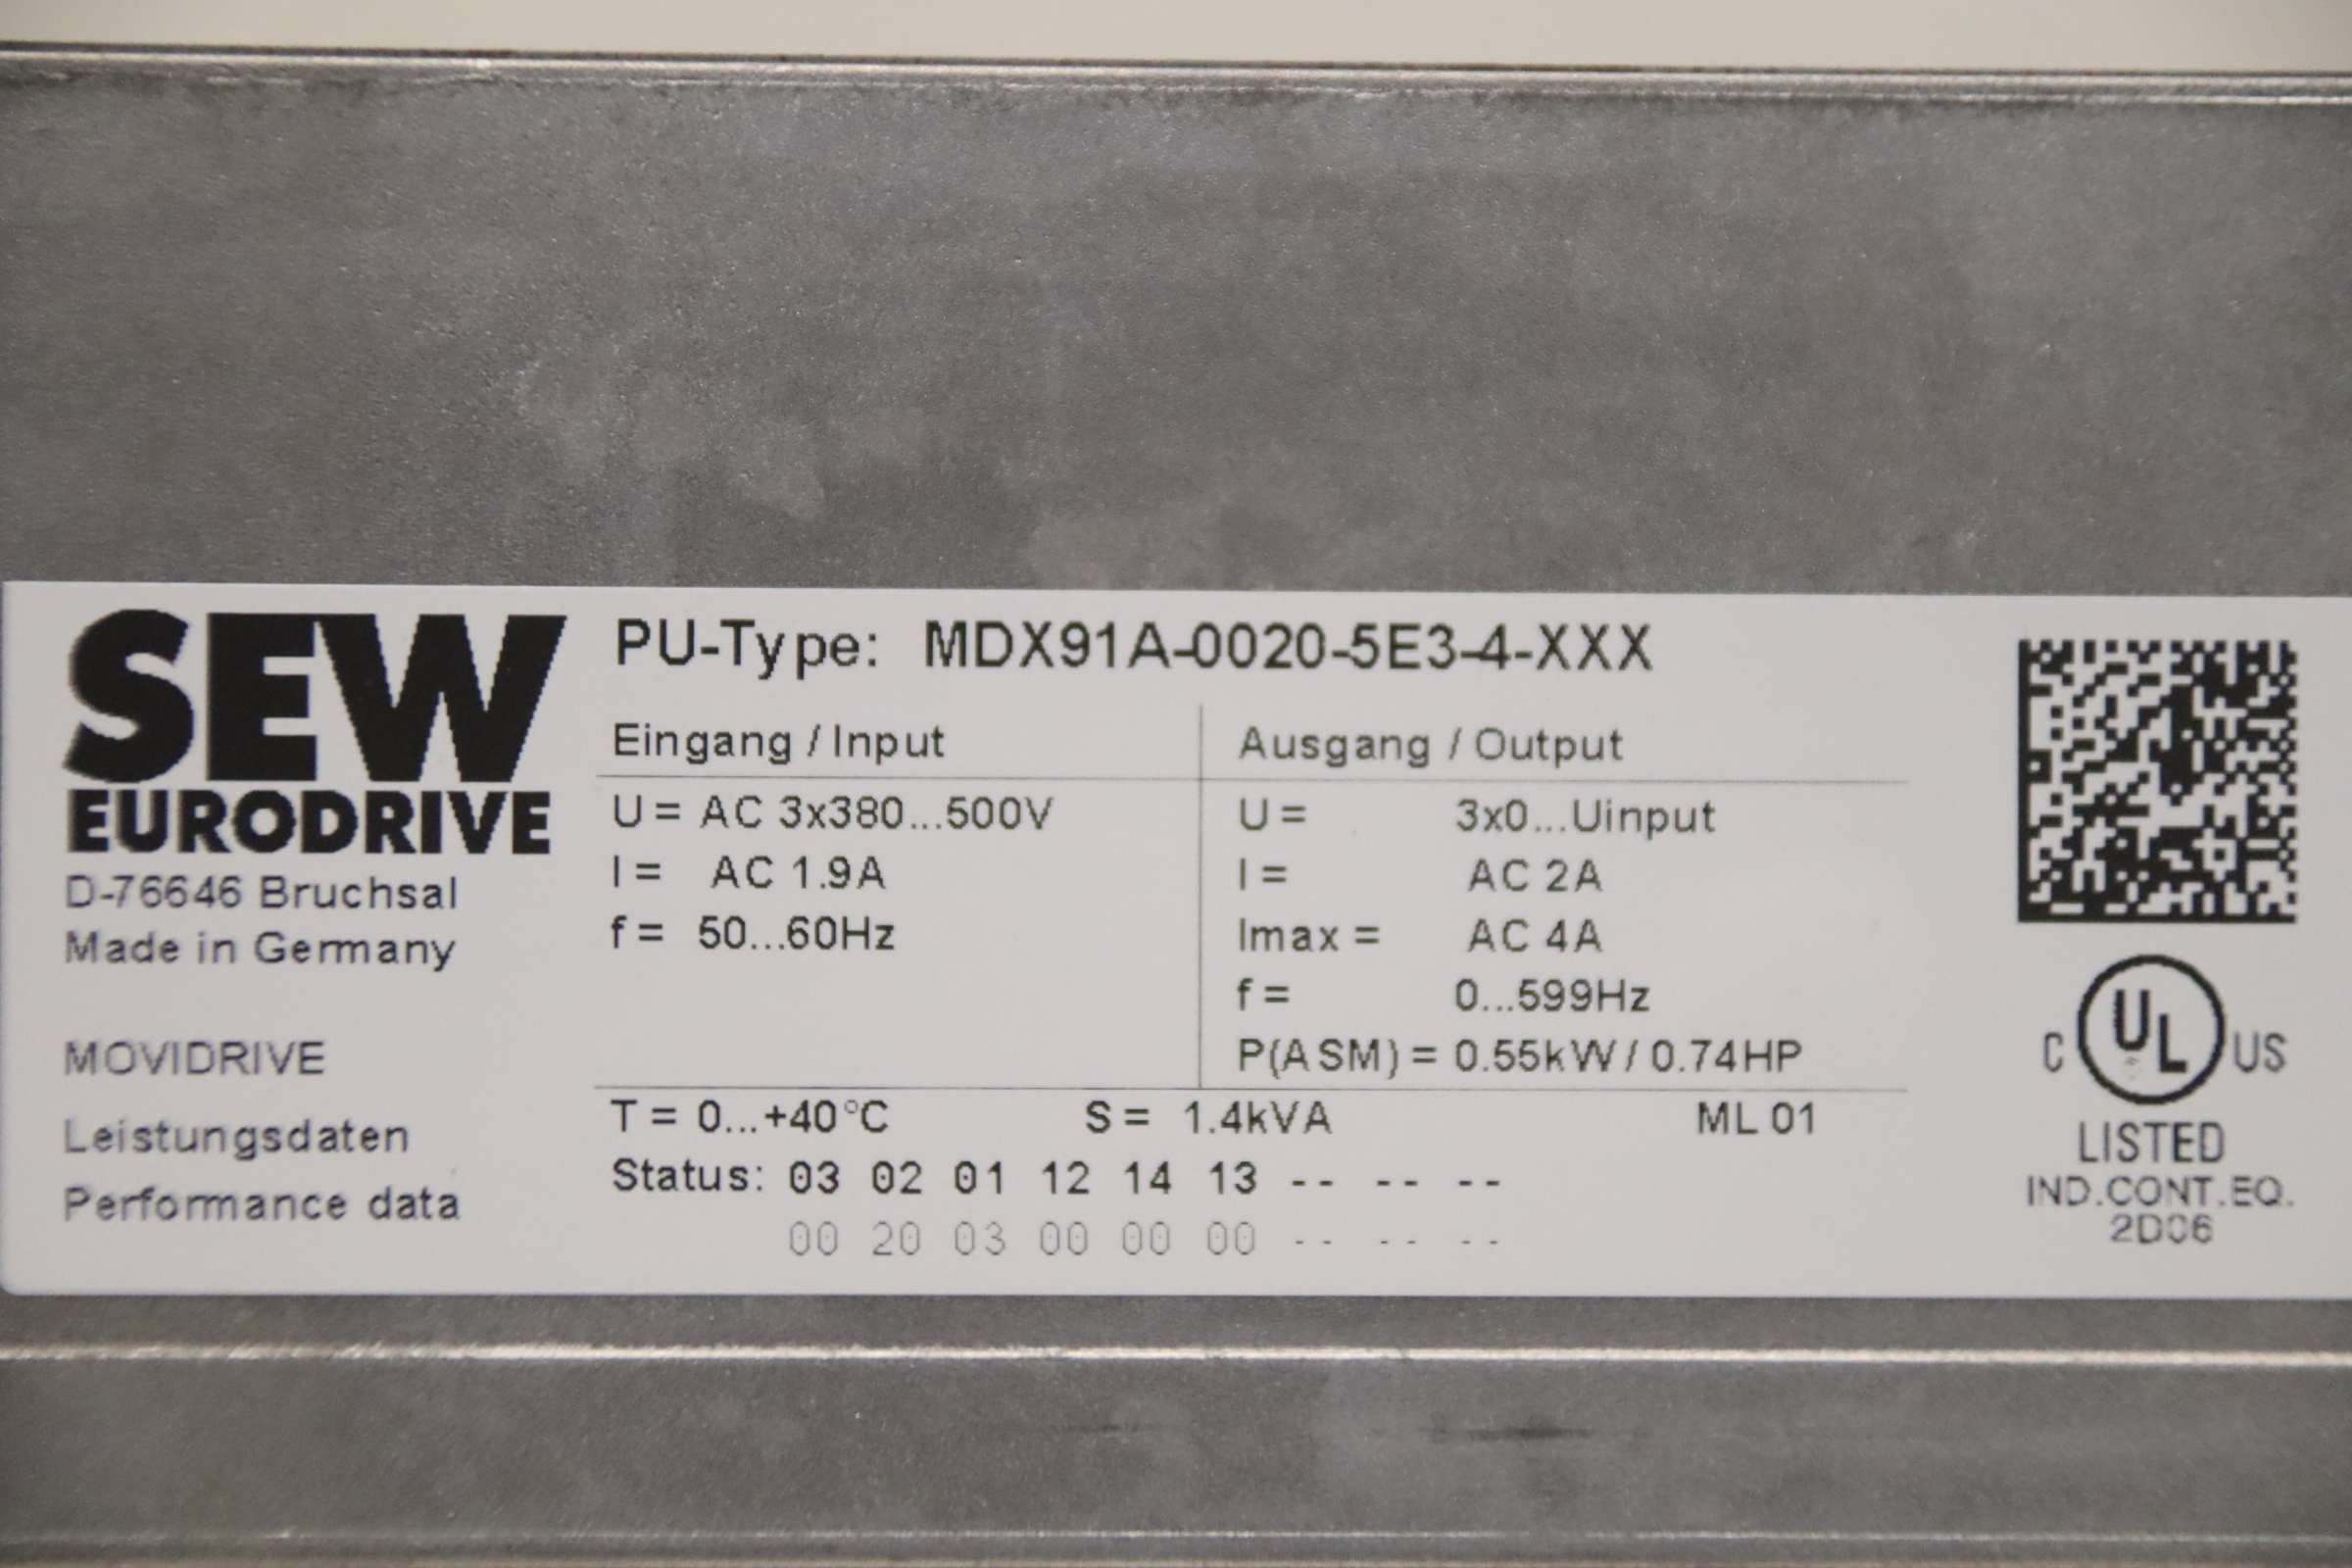 SEW
EURODRIVE
D-76646 Bruchsal
Made in Germany
MOVIDRIVE
Leistungsdaten
Performance data
PU-Type: MDX91A-0020-5E3-4-XXX
Eingang / Input
U = AC 3x380...500V
I = AC 1.9A
f = 50...60Hz
Ausgang / Output
U = 3x0...Uinput
I = AC 2A
Imax = AC 4A
f = 0...599Hz
P(ASM) = 0.55kW / 0.74HP
T = 0...+40°C S = 1.4kVA ML 01
Status: 03 02 01 12 14 13 -- -- --
00 20 03 00 00 00 -- -- --
C UL US
LISTED
IND.CONT.EQ.
2D06